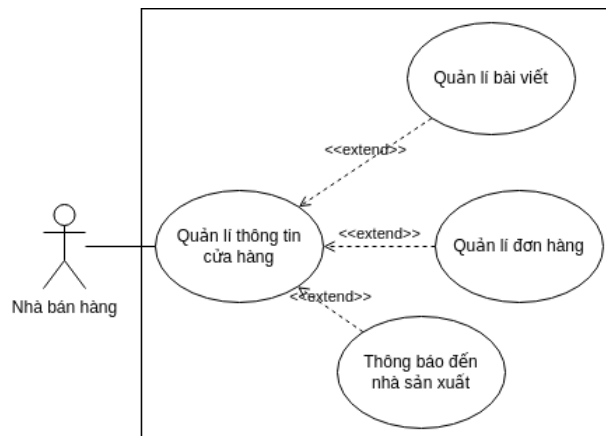 Quản lí bài viết
<<extend>>
Quản lí thông tin
cửa hàng
<<extend>>
Quản lí đơn hàng
Nhà bán hàng
<<extend>>
Thông báo đến
nhà sản xuất